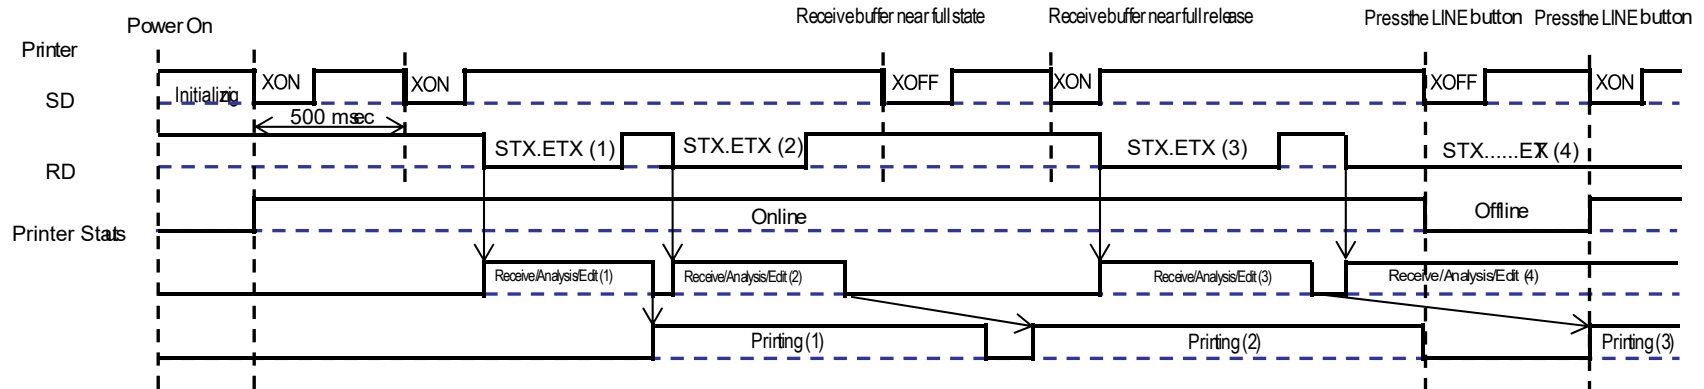 Receive buffer near full state Receive buffer near full release Press the LINE button Press the LINE button
Power On
Printer
XON XON XOFF XON XOFF XON
SD Initializing
500 msec
STX.ETX (1) STX.ETX (2) STX.ETX (3) STX......ETX (4)
RD
Online Offline
Printer Status
Receive/Analysis/Edit (1) Receive/Analysis/Edit (2) Receive/Analysis/Edit (3) Receive/Analysis/Edit (4)
Printing (1) Printing (2) Printing (3)